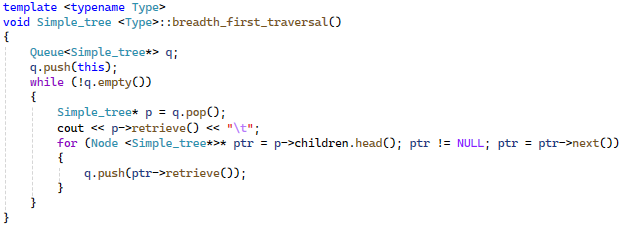 template <typename Type>
void Simple_tree <Type>::breadth_first_traversal()
{
    Queue<Simple_tree*> q;
    q.push(this);
    while (!q.empty())
    {
        Simple_tree* p = q.pop();
        cout << p->retrieve() << "\t";
        for (Node <Simple_tree*>* ptr = p->children.head(); ptr != NULL; ptr = ptr->next())
        {
            q.push(ptr->retrieve());
        }
    }
}